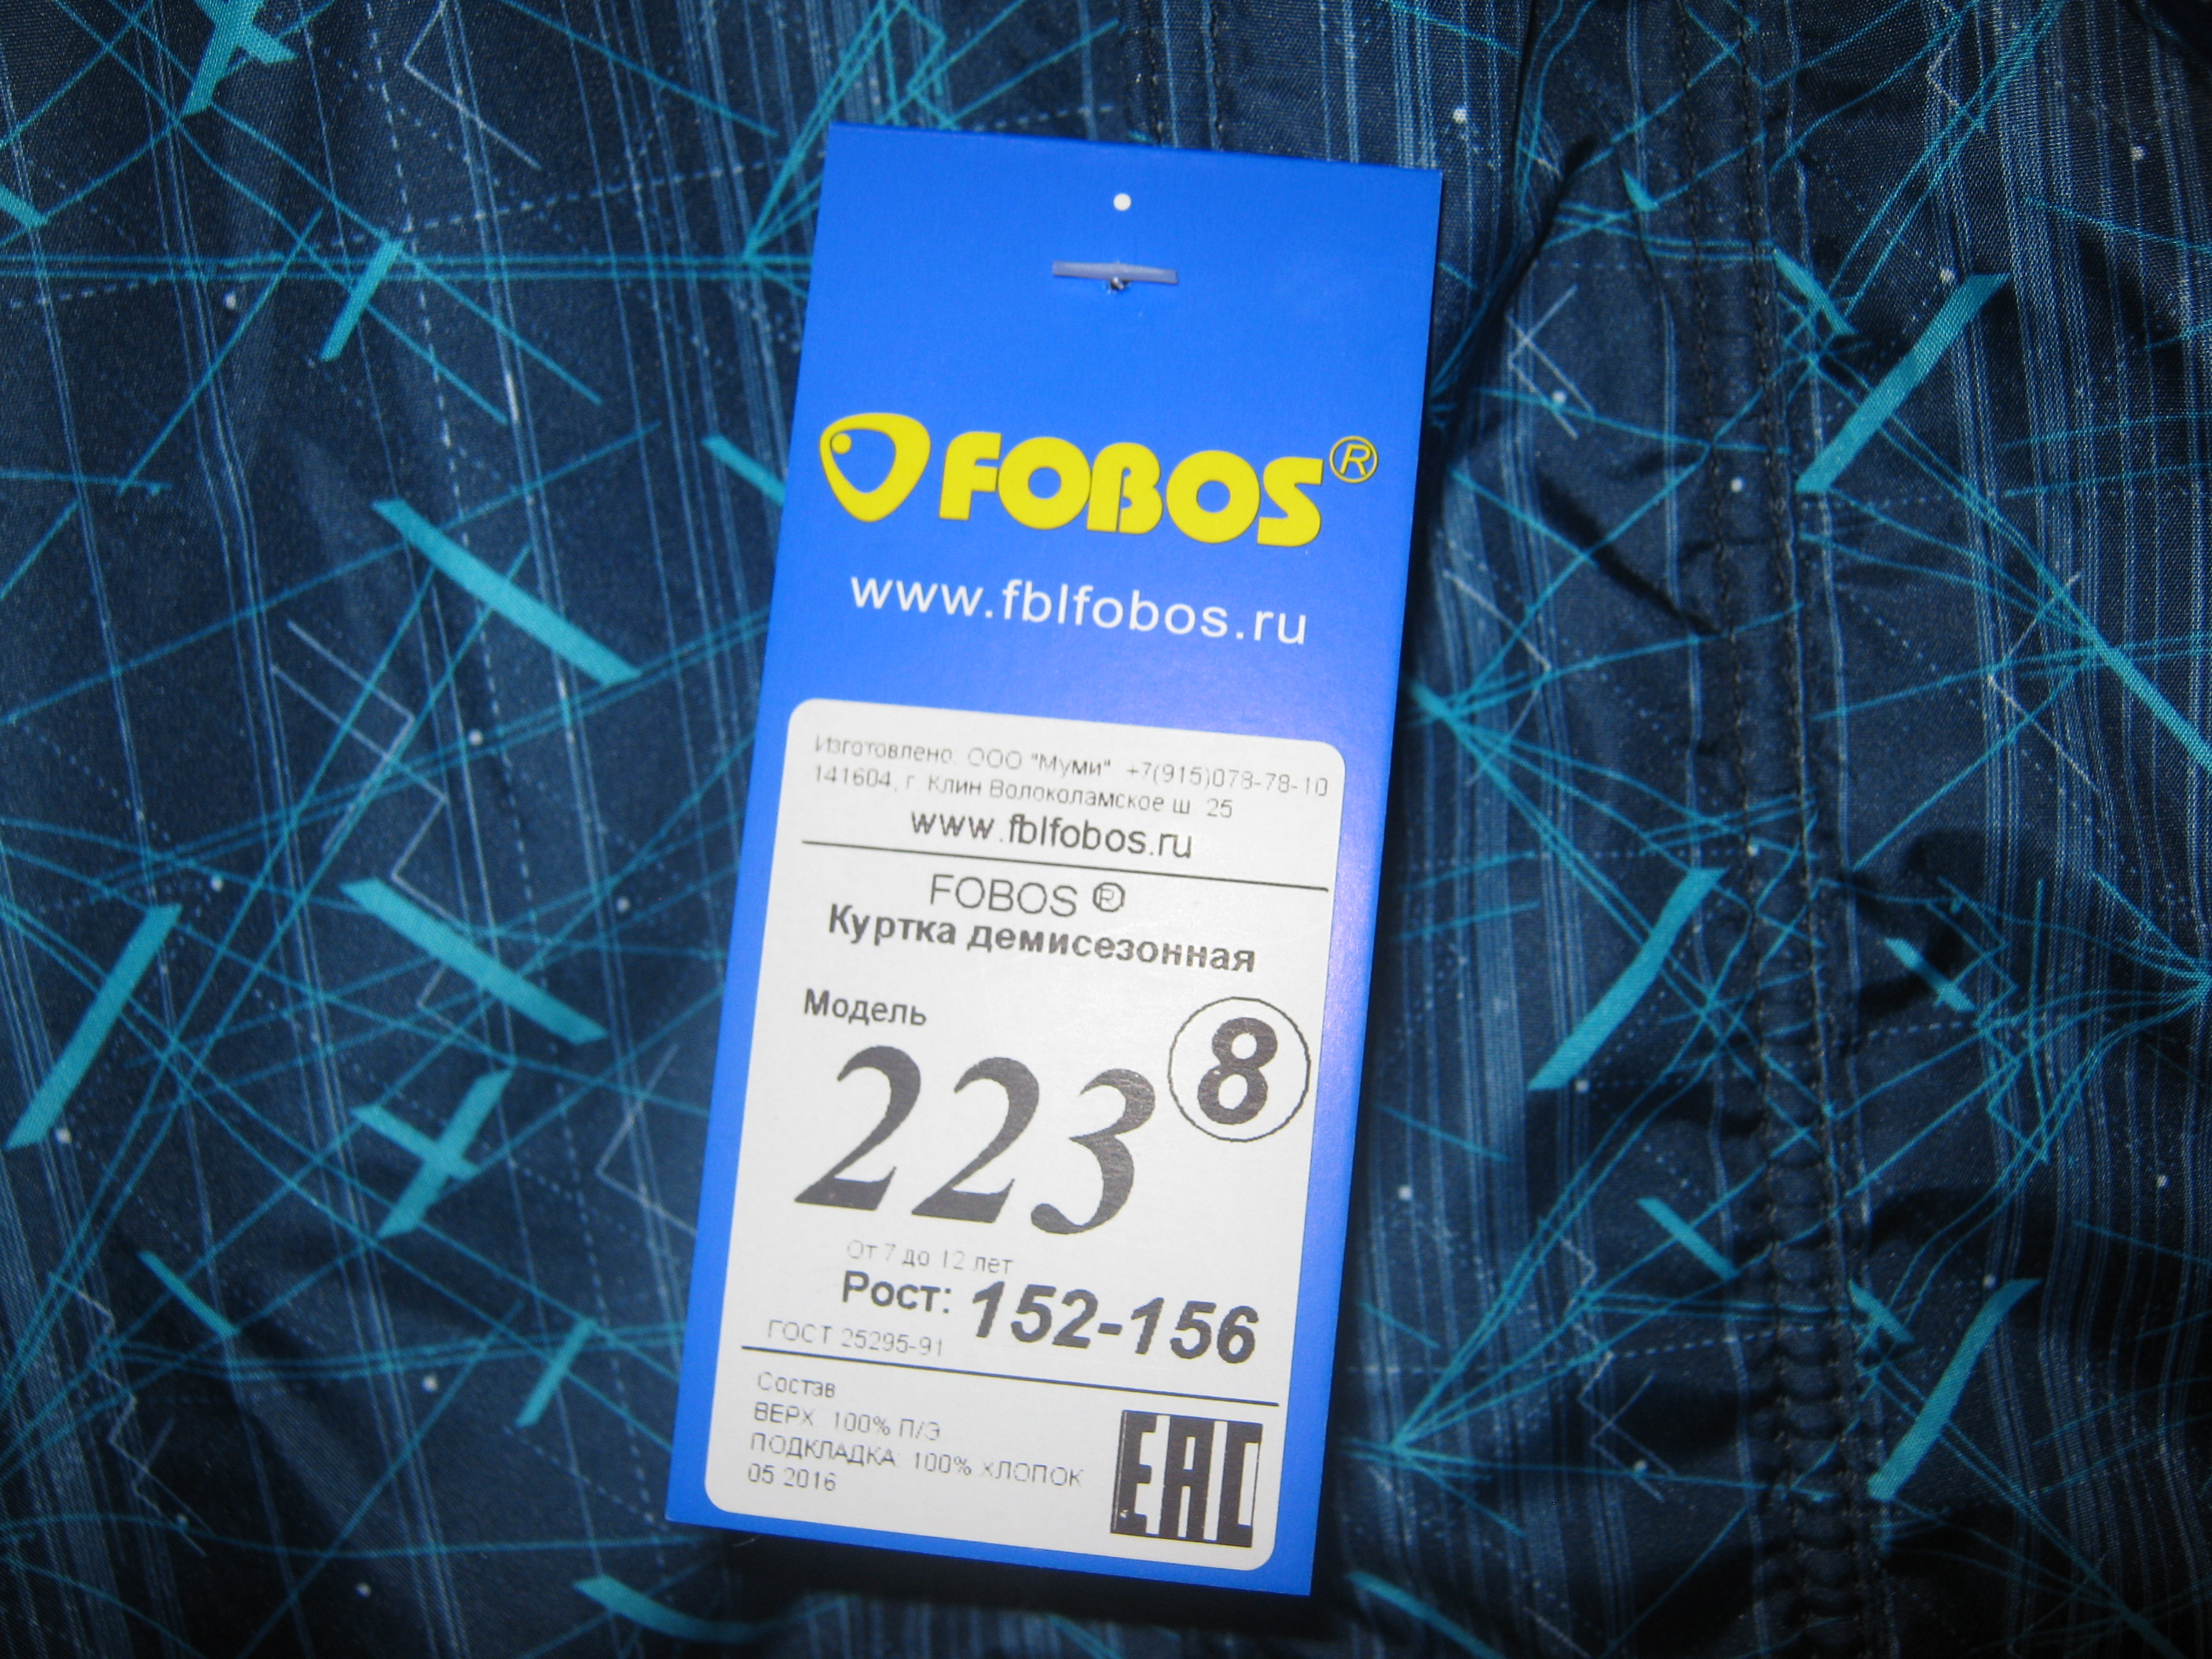 FOBOS®
www.fblfobos.ru
Изготовлено: ООО "Муми" +7(915)078-78-10
141604, г. Клин Волоколамское ш. 25
www.fblfobos.ru
FOBOS ®
Куртка демисезонная
Модель
223 8
От 7 до 12 лет
Рост: 152-156
ГОСТ 25295-91
Состав
ВЕРХ 100% П/Э
ПОДКЛАДКА: 100% ХЛОПОК
05 2016
EAC